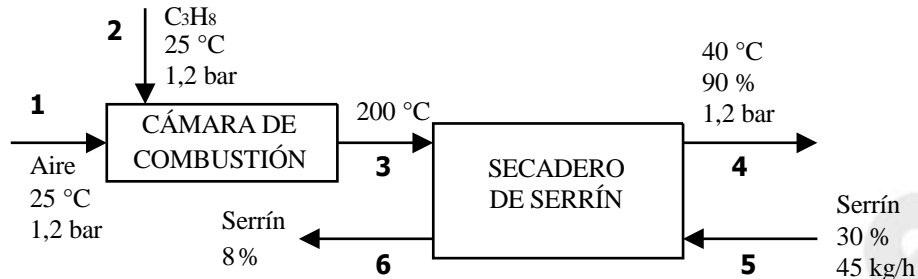 2
C₃H₈
25 °C
1,2 bar
40 °C
90 %
1,2 bar
1
CÁMARA DE
COMBUSTIÓN
200 °C
3
Aire
25 °C
1,2 bar
SECADERO
DE SERRÍN
4
Serrín
8 %
6
5
Serrín
30 %
45 kg/h